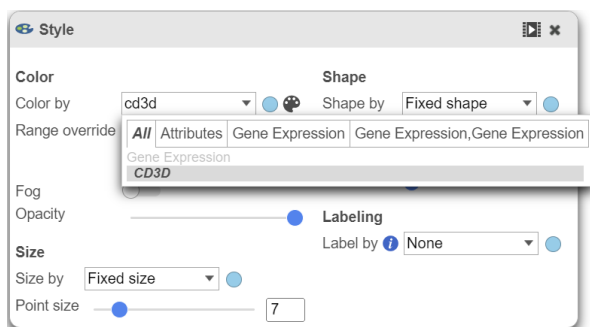 Style
Color
Color by cd3d
Range override
All Attributes Gene Expression Gene Expression,Gene Expression
Gene Expression
CD3D
Fog
Opacity
Size
Size by Fixed size
Point size 7
Shape
Shape by Fixed shape
Labeling
Label by i None